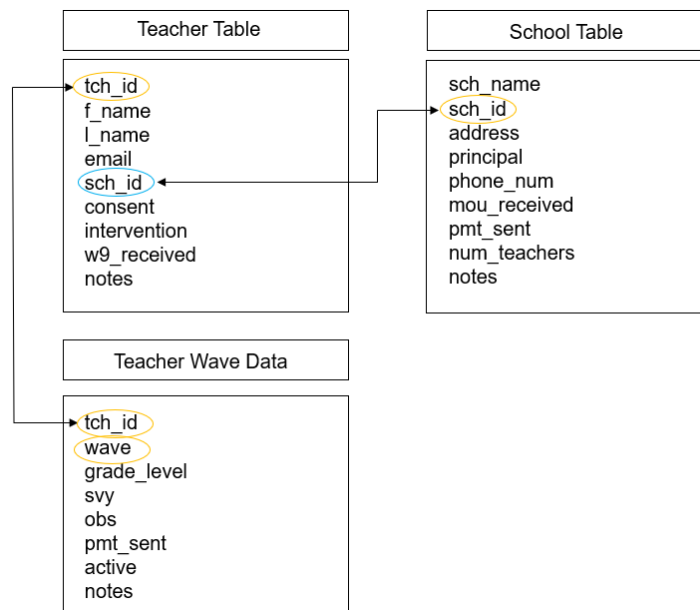 Teacher Table
tch_id
f_name
l_name
email
sch_id
consent
intervention
w9_received
notes
School Table
sch_name
sch_id
address
principal
phone_num
mou_received
pmt_sent
num_teachers
notes
Teacher Wave Data
tch_id
wave
grade_level
svy
obs
pmt_sent
active
notes